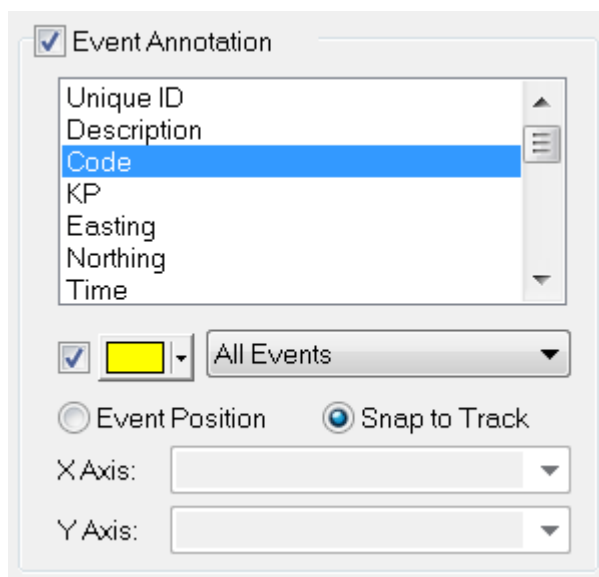 Event Annotation
Unique ID
Description
Code
KP
Easting
Northing
Time
All Events
Event Position Snap to Track
X Axis:
Y Axis: